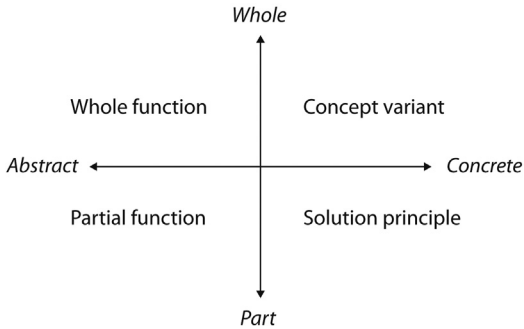 Whole
Whole function
Concept variant
Abstract
Concrete
Partial function
Solution principle
Part